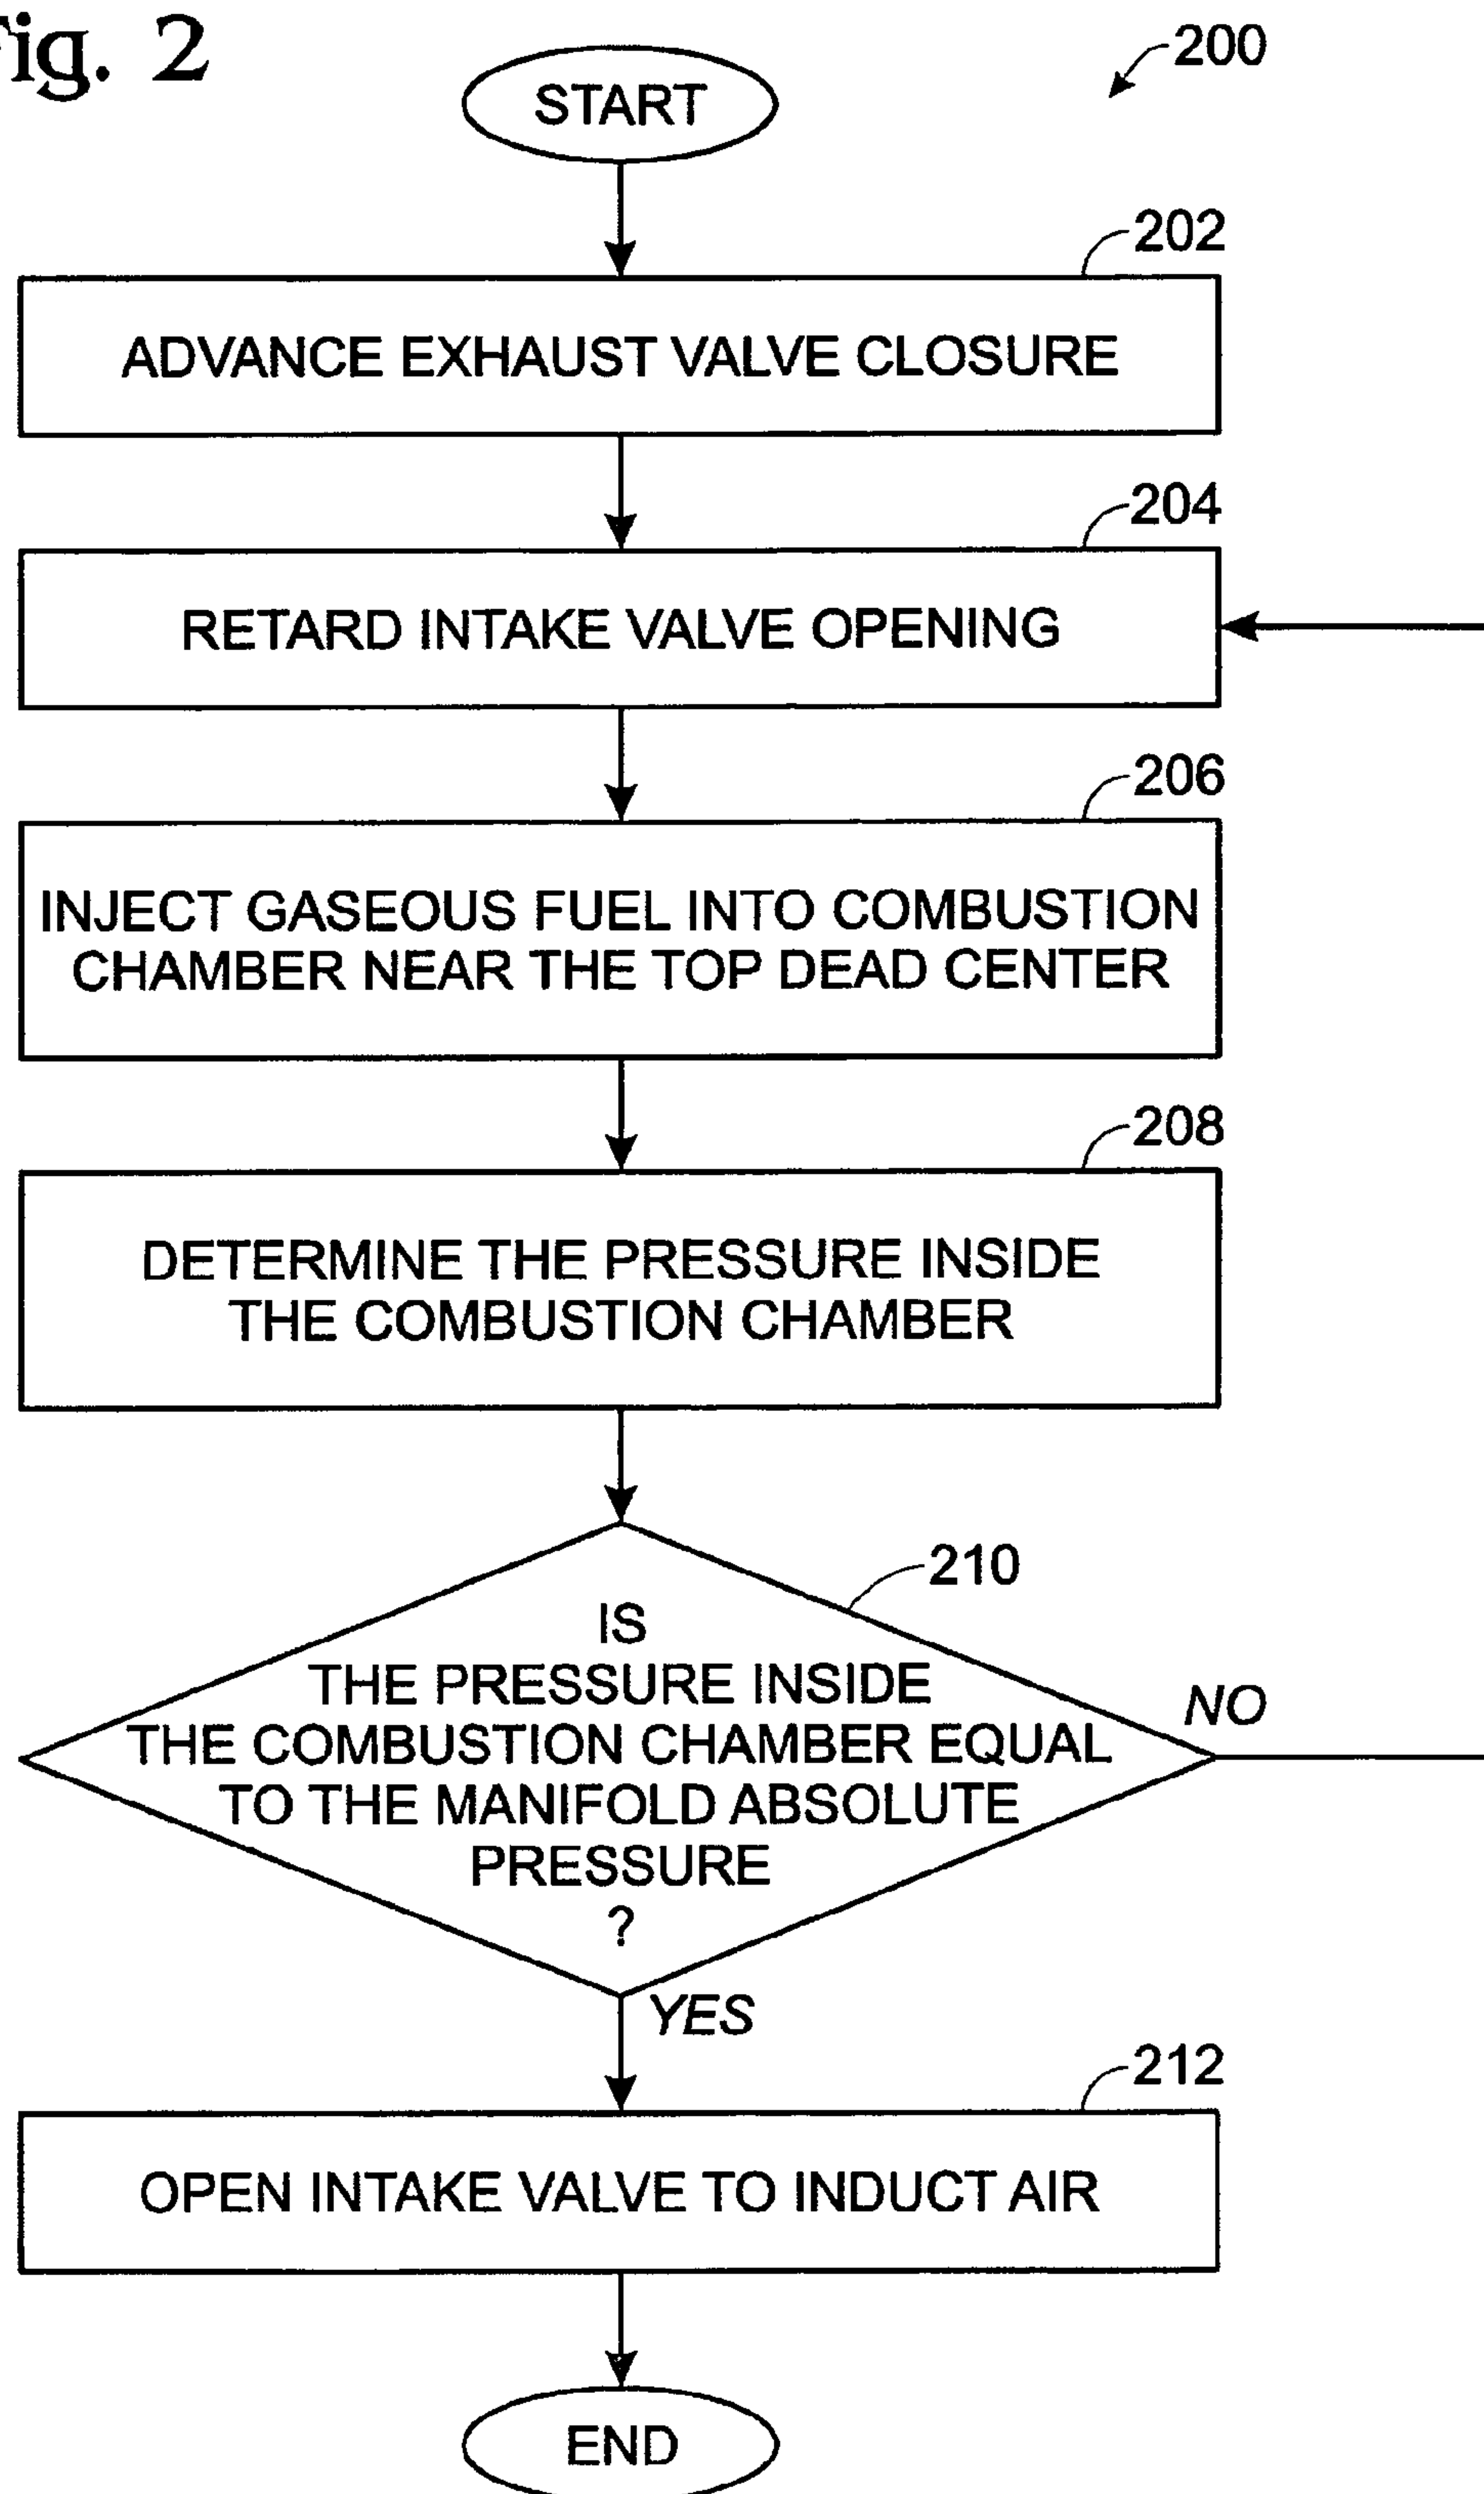 Fig. 2
200
START
202
ADVANCE EXHAUST VALVE CLOSURE
204
RETARD INTAKE VALVE OPENING
206
INJECT GASEOUS FUEL INTO COMBUSTION
CHAMBER NEAR THE TOP DEAD CENTER
208
DETERMINE THE PRESSURE INSIDE
THE COMBUSTION CHAMBER
210
IS
THE PRESSURE INSIDE
THE COMBUSTION CHAMBER EQUAL
TO THE MANIFOLD ABSOLUTE
PRESSURE
?
NO
YES
212
OPEN INTAKE VALVE TO INDUCT AIR
END